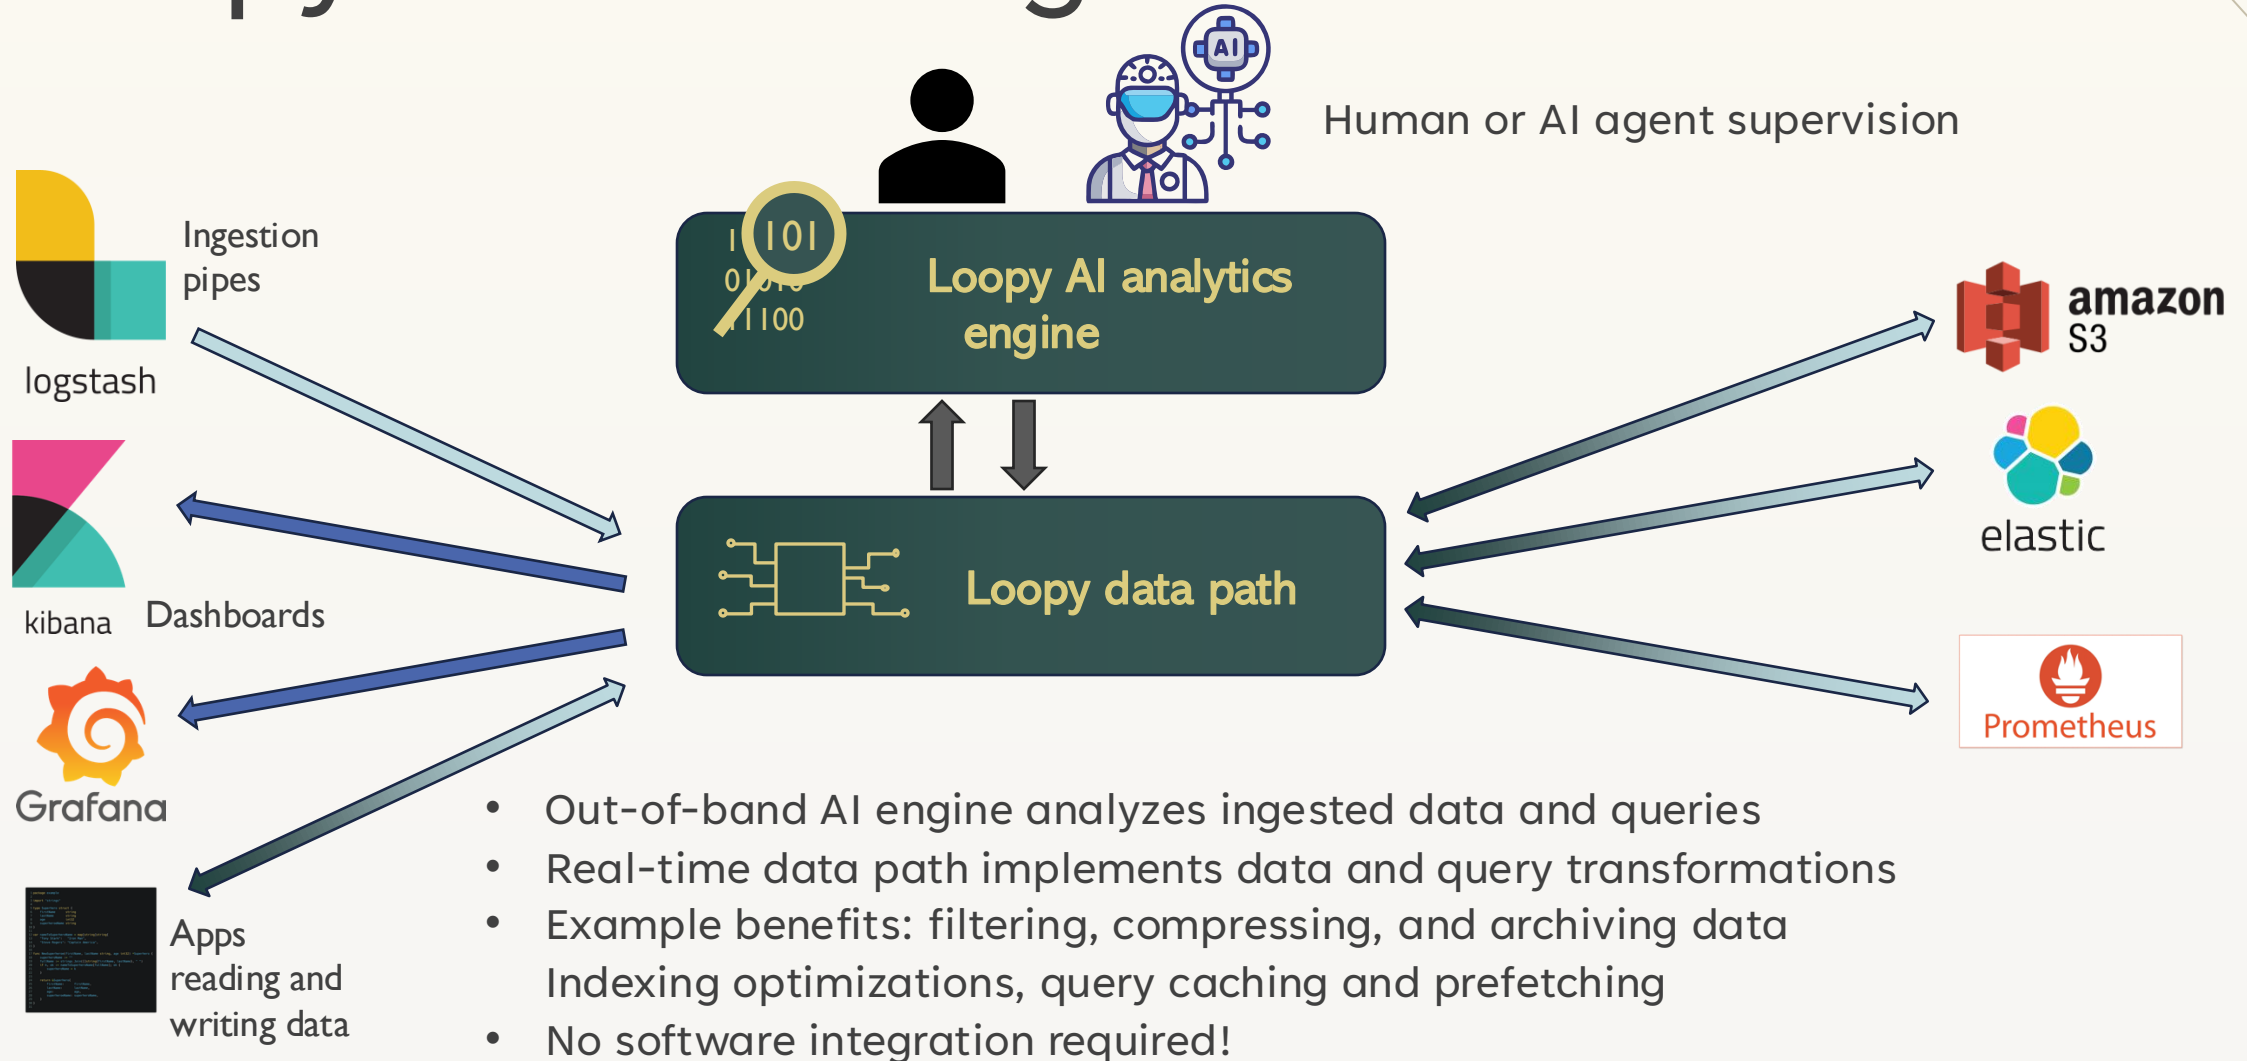 AI
Human or AI agent supervision
Ingestion
pipes
logstash
101
Loopy AI analytics
engine
11100
amazon
S3
elastic
kibana
Dashboards
Loopy data path
Prometheus
Grafana
Apps
reading and
writing data
• Out-of-band AI engine analyzes ingested data and queries
• Real-time data path implements data and query transformations
• Example benefits: filtering, compressing, and archiving data
Indexing optimizations, query caching and prefetching
• No software integration required!